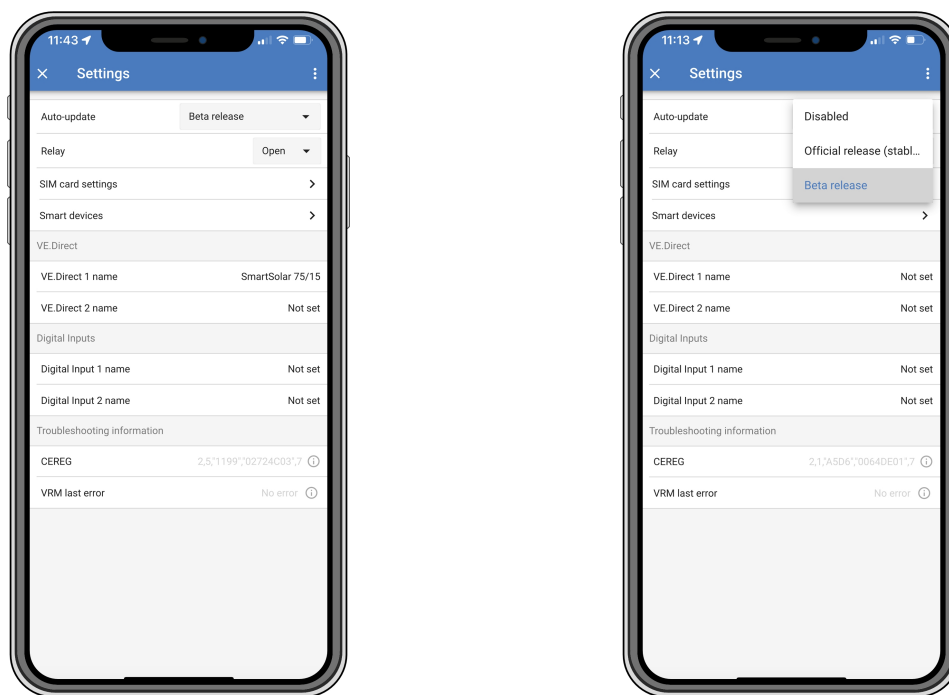 11:43
Settings
Auto-update Beta release
Relay Open
SIM card settings
Smart devices
VE.Direct
VE.Direct 1 name SmartSolar 75/15
VE.Direct 2 name Not set
Digital Inputs
Digital Input 1 name Not set
Digital Input 2 name Not set
Troubleshooting information
CEREG 2,5,"1199","02724C03",7
VRM last error No error
11:13
Settings
Auto-update
Disabled
Relay
Official release (stabl...
SIM card settings
Beta release
Smart devices
VE.Direct
VE.Direct 1 name Not set
VE.Direct 2 name Not set
Digital Inputs
Digital Input 1 name Not set
Digital Input 2 name Not set
Troubleshooting information
CEREG 2,1,"A5D6","0064DE01",7
VRM last error No error